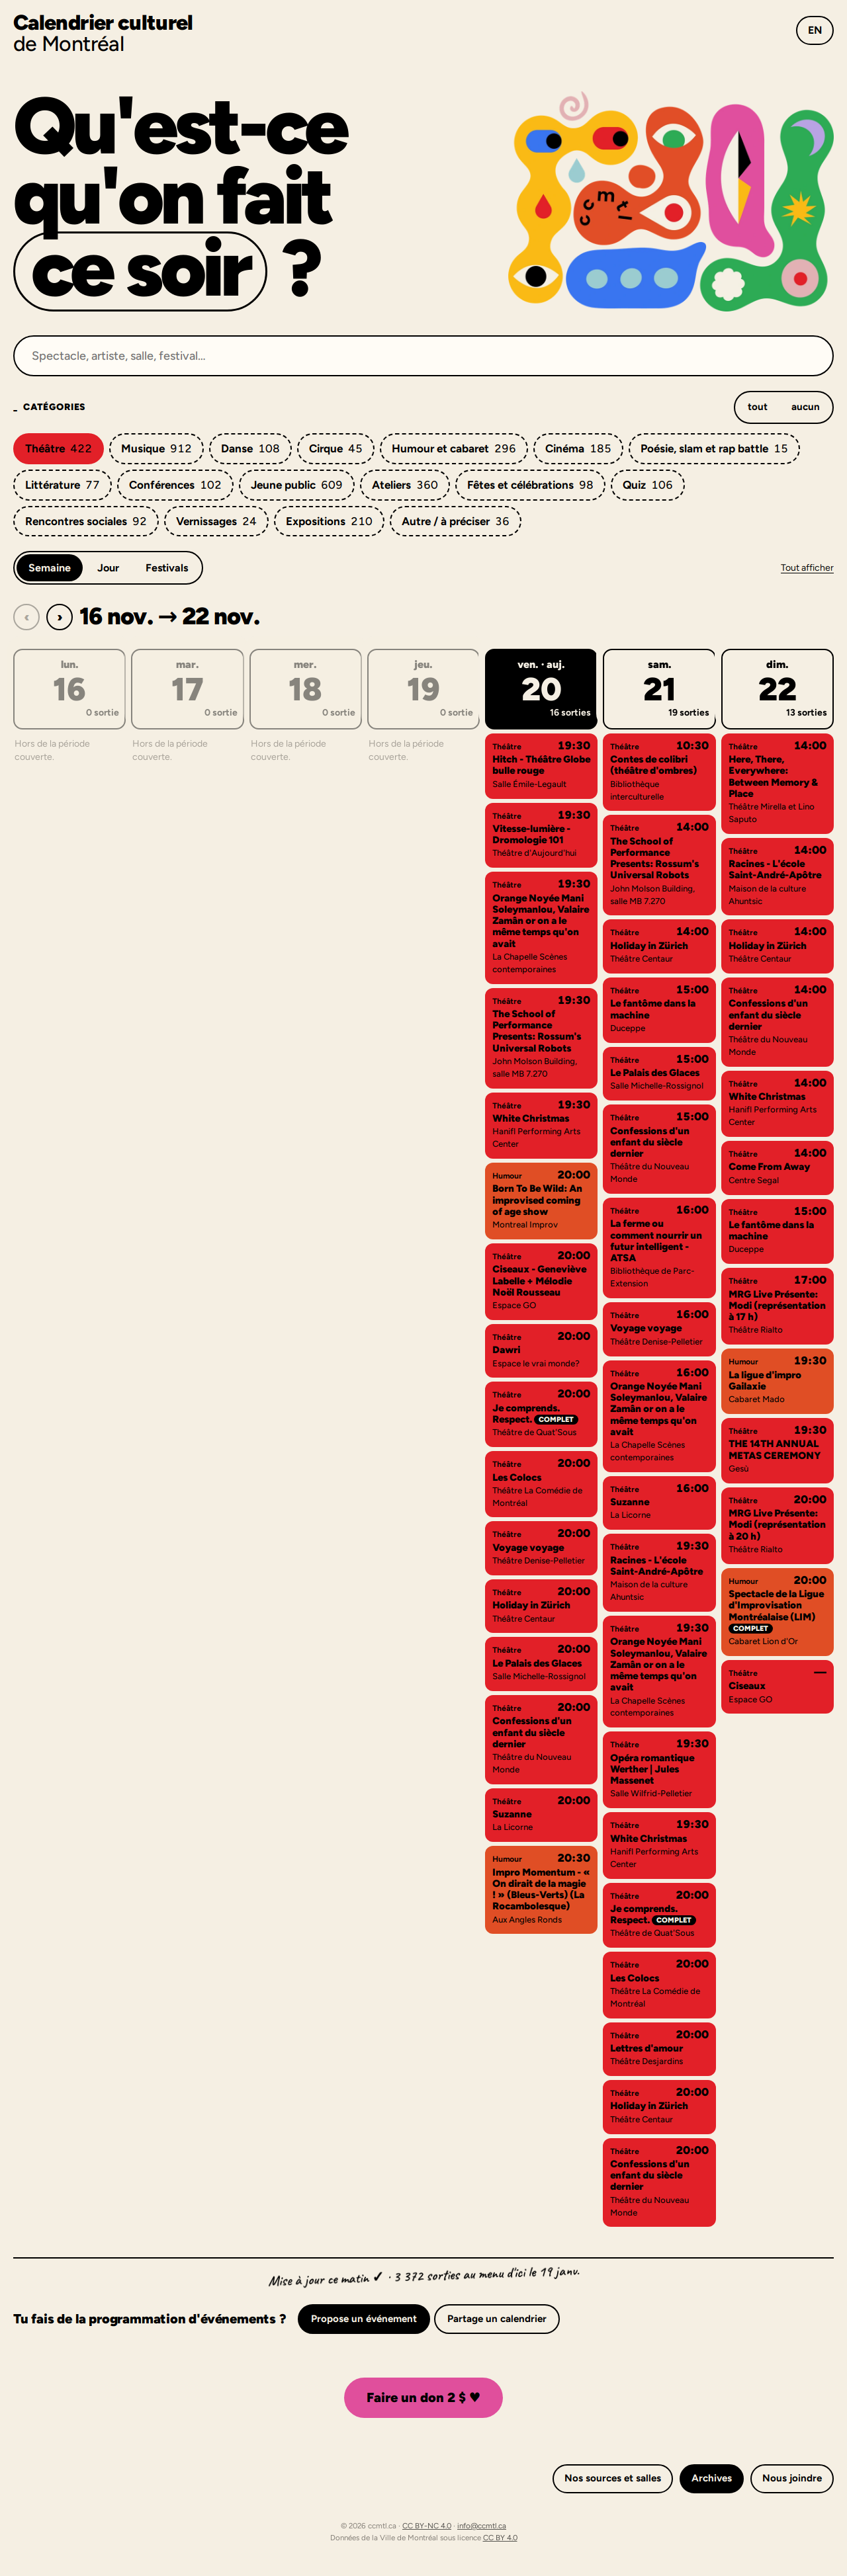 Calendrier culturel
de Montréal
EN
Qu'est-ce
qu'on fait
ce soir ?
ccmtl
Spectacle, artiste, salle, festival...
CATÉGORIES
tout aucun
Théâtre 422 Musique 912 Danse 108 Cirque 45 Humour et cabaret 296 Cinéma 185 Poésie, slam et rap battle 15
Littérature 77 Conférences 102 Jeune public 609 Ateliers 360 Fêtes et célébrations 98 Quiz 106
Rencontres sociales 92 Vernissages 24 Expositions 210 Autre / à préciser 36
Semaine Jour Festivals
Tout afficher
‹ › 16 nov. → 22 nov.
lun.
16
0 sortie
Hors de la période
couverte.
mar.
17
0 sortie
Hors de la période
couverte.
mer.
18
0 sortie
Hors de la période
couverte.
jeu.
19
0 sortie
Hors de la période
couverte.
ven. · auj.
20
16 sorties
Théâtre 19:30
Hitch - Théâtre Globe
bulle rouge
Salle Émile-Legault
Théâtre 19:30
Vitesse-lumière -
Dromologie 101
Théâtre d'Aujourd'hui
Théâtre 19:30
Orange Noyée Mani
Soleymanlou, Valaire
Zamân or on a le
même temps qu'on
avait
La Chapelle Scènes
contemporaines
Théâtre 19:30
The School of
Performance
Presents: Rossum's
Universal Robots
John Molson Building,
salle MB 7.270
Théâtre 19:30
White Christmas
Hanifl Performing Arts
Center
Humour 20:00
Born To Be Wild: An
improvised coming
of age show
Montreal Improv
Théâtre 20:00
Ciseaux - Geneviève
Labelle + Mélodie
Noël Rousseau
Espace GO
Théâtre 20:00
Dawri
Espace le vrai monde?
Théâtre 20:00
Je comprends.
Respect. COMPLET
Théâtre de Quat'Sous
Théâtre 20:00
Les Colocs
Théâtre La Comédie de
Montréal
Théâtre 20:00
Voyage voyage
Théâtre Denise-Pelletier
Théâtre 20:00
Holiday in Zürich
Théâtre Centaur
Théâtre 20:00
Le Palais des Glaces
Salle Michelle-Rossignol
Théâtre 20:00
Confessions d'un
enfant du siècle
dernier
Théâtre du Nouveau
Monde
Théâtre 20:00
Suzanne
La Licorne
Humour 20:30
Impro Momentum - «
On dirait de la magie
! » (Bleus-Verts) (La
Rocambolesque)
Aux Angles Ronds
sam.
21
19 sorties
Théâtre 10:30
Contes de colibri
(théâtre d'ombres)
Bibliothèque
interculturelle
Théâtre 14:00
The School of
Performance
Presents: Rossum's
Universal Robots
John Molson Building,
salle MB 7.270
Théâtre 14:00
Holiday in Zürich
Théâtre Centaur
Théâtre 15:00
Le fantôme dans la
machine
Duceppe
Théâtre 15:00
Le Palais des Glaces
Salle Michelle-Rossignol
Théâtre 15:00
Confessions d'un
enfant du siècle
dernier
Théâtre du Nouveau
Monde
Théâtre 16:00
La ferme ou
comment nourrir un
futur intelligent -
ATSA
Bibliothèque de Parc-
Extension
Théâtre 16:00
Voyage voyage
Théâtre Denise-Pelletier
Théâtre 16:00
Orange Noyée Mani
Soleymanlou, Valaire
Zamân or on a le
même temps qu'on
avait
La Chapelle Scènes
contemporaines
Théâtre 16:00
Suzanne
La Licorne
Théâtre 19:30
Racines - L'école
Saint-André-Apôtre
Maison de la culture
Ahuntsic
Théâtre 19:30
Orange Noyée Mani
Soleymanlou, Valaire
Zamân or on a le
même temps qu'on
avait
La Chapelle Scènes
contemporaines
Théâtre 19:30
Opéra romantique
Werther | Jules
Massenet
Salle Wilfrid-Pelletier
Théâtre 19:30
White Christmas
Hanifl Performing Arts
Center
Théâtre 20:00
Je comprends.
Respect. COMPLET
Théâtre de Quat'Sous
Théâtre 20:00
Les Colocs
Théâtre La Comédie de
Montréal
Théâtre 20:00
Lettres d'amour
Théâtre Desjardins
Théâtre 20:00
Holiday in Zürich
Théâtre Centaur
Théâtre 20:00
Confessions d'un
enfant du siècle
dernier
Théâtre du Nouveau
Monde
dim.
22
13 sorties
Théâtre 14:00
Here, There,
Everywhere:
Between Memory &
Place
Théâtre Mirella et Lino
Saputo
Théâtre 14:00
Racines - L'école
Saint-André-Apôtre
Maison de la culture
Ahuntsic
Théâtre 14:00
Holiday in Zürich
Théâtre Centaur
Théâtre 14:00
Confessions d'un
enfant du siècle
dernier
Théâtre du Nouveau
Monde
Théâtre 14:00
White Christmas
Hanifl Performing Arts
Center
Théâtre 14:00
Come From Away
Centre Segal
Théâtre 15:00
Le fantôme dans la
machine
Duceppe
Théâtre 17:00
MRG Live Présente:
Modi (représentation
à 17 h)
Théâtre Rialto
Humour 19:30
La ligue d'impro
Gailaxie
Cabaret Mado
Théâtre 19:30
THE 14TH ANNUAL
METAS CEREMONY
Gesù
Théâtre 20:00
MRG Live Présente:
Modi (représentation
à 20 h)
Théâtre Rialto
Humour 20:00
Spectacle de la Ligue
d'Improvisation
Montréalaise (LIM)
COMPLET
Cabaret Lion d'Or
Théâtre —
Ciseaux
Espace GO
Mise à jour ce matin ✓ · 3 372 sorties au menu d'ici le 19 janv.
Tu fais de la programmation d'événements ? Propose un événement Partage un calendrier
Faire un don 2 $ ♥
Nos sources et salles Archives Nous joindre
© 2026 ccmtl.ca · CC BY-NC 4.0 · info@ccmtl.ca
Données de la Ville de Montréal sous licence CC BY 4.0